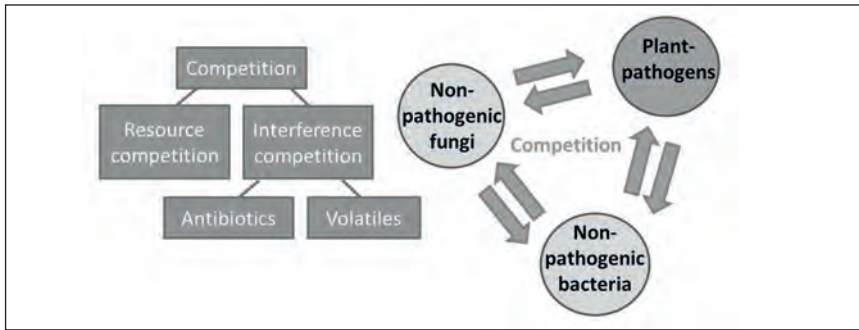 Competition
Resource
competition
Interference
competition
Antibiotics
Volatiles
Non-
pathogenic
fungi
Plant-
pathogens
Competition
Non-
pathogenic
bacteria